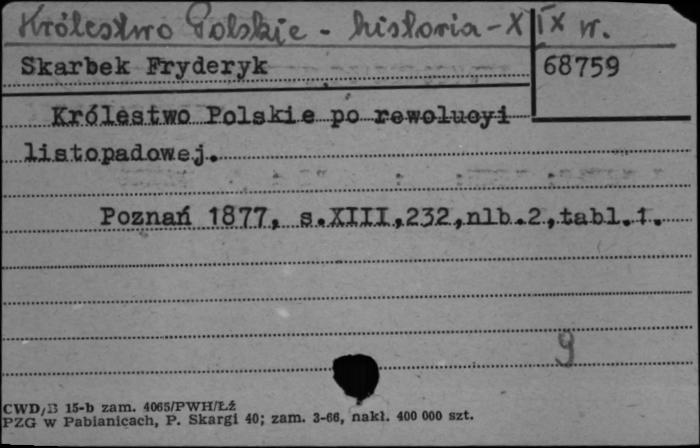 Królestwo Polskie - historia - XIX w.
Skarbek Fryderyk
68759
Królestwo Polskie po rewolucyi
listopadowej.
Poznań 1877, s.XIII,232,nlb.2,tabl.1.
9
CWD/B 15-b zam. 4065/PWH/Łź
PZG w Pabianicach, P. Skargi 40; zam. 3-66, nakł. 400 000 szt.